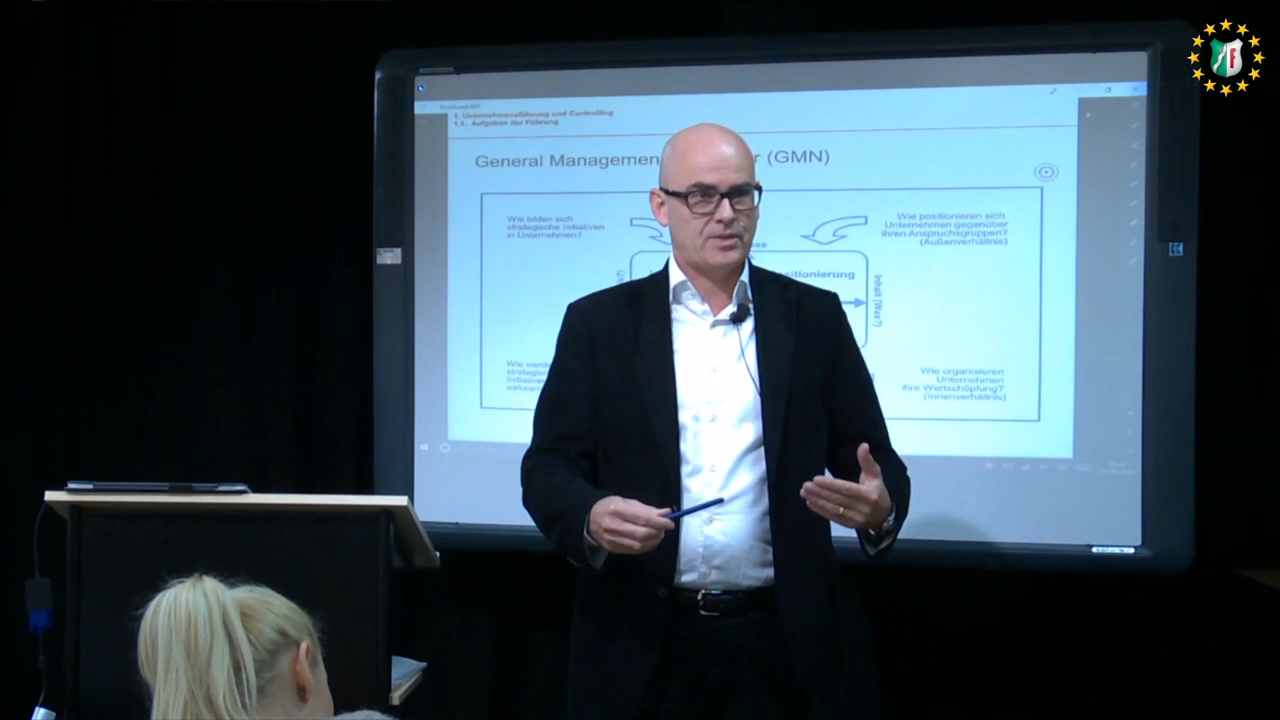 1. Unternehmensführung und Controlling
1.1. Aufgaben der Führung
General Managemen r (GMN)
Wie bilden sich
strategische Initiativen
in Unternehmen?
Wie positionieren sich
Unternehmen gegenüber
ihren Anspruchsgruppen?
(Außenverhältnis)
sitionierung
Inhalt (Was?)
Wie werd
strategisc
Initiativen
wirksam
Wie organisieren
Unternehmen
ihre Wertschöpfung?
(Innenverhältnis)
F